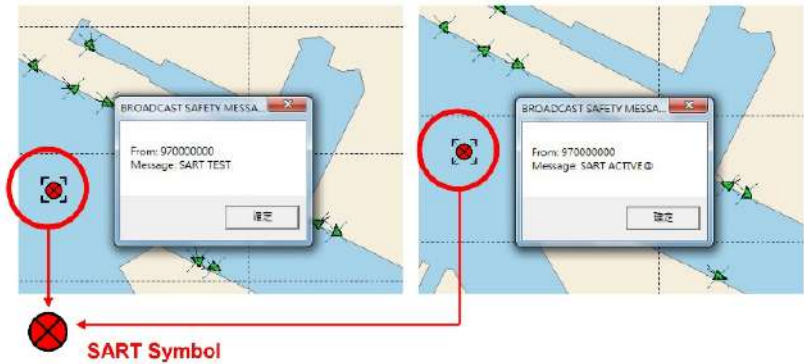 BROADCAST SAFETY MESSA...
From: 970000000
Message: SART TEST
確定
BROADCAST SAFETY MESSA...
From: 970000000
Message: SART ACTIVE@
確定
SART Symbol